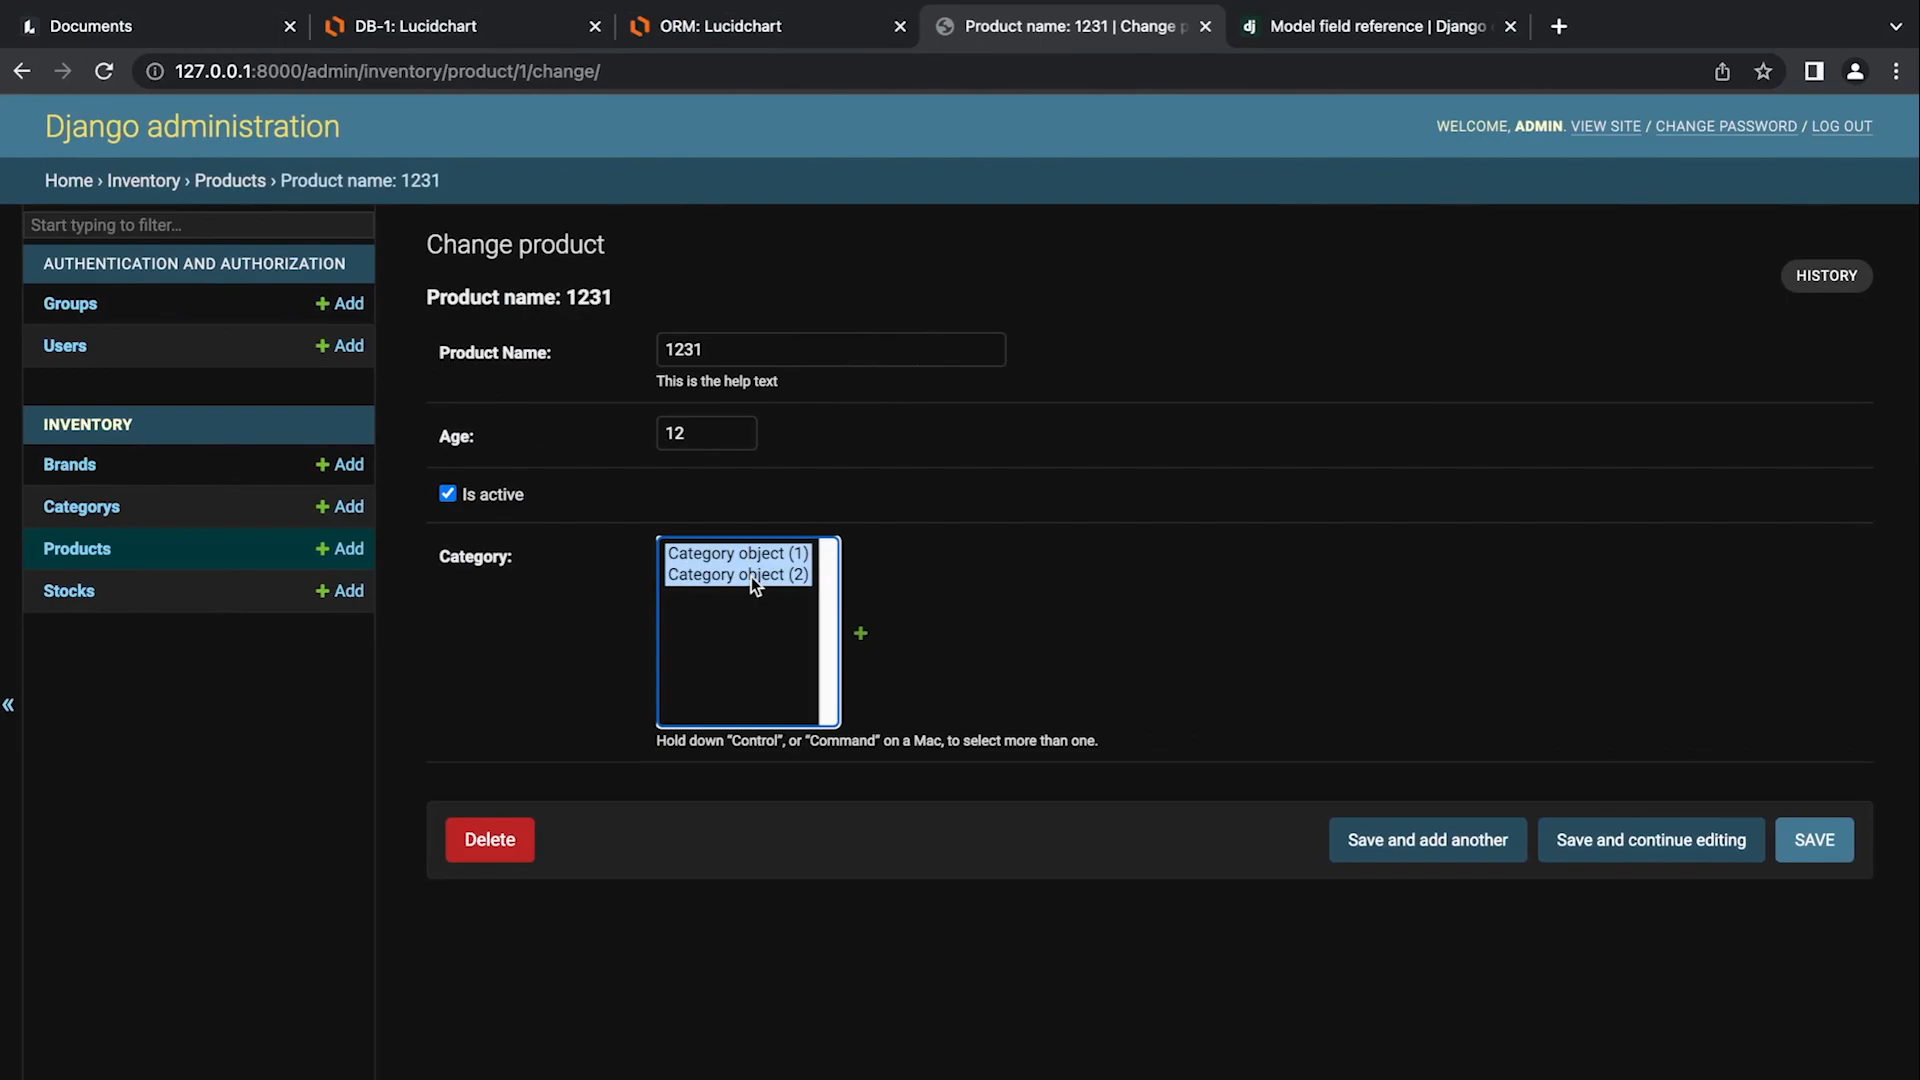 Documents
DB-1: Lucidchart
ORM: Lucidchart
Product name: 1231 | Change p
Model field reference | Django
127.0.0.1:8000/admin/inventory/product/1/change/
Django administration
WELCOME, ADMIN. VIEW SITE / CHANGE PASSWORD / LOG OUT
Home › Inventory › Products › Product name: 1231
Start typing to filter...
AUTHENTICATION AND AUTHORIZATION
Groups + Add
Users + Add
INVENTORY
Brands + Add
Categorys + Add
Products + Add
Stocks + Add
«
Change product
HISTORY
Product name: 1231
Product Name: 1231
This is the help text
Age: 12
Is active
Category:
Category object (1)
Category object (2)
Hold down “Control”, or “Command” on a Mac, to select more than one.
Delete
Save and add another
Save and continue editing
SAVE